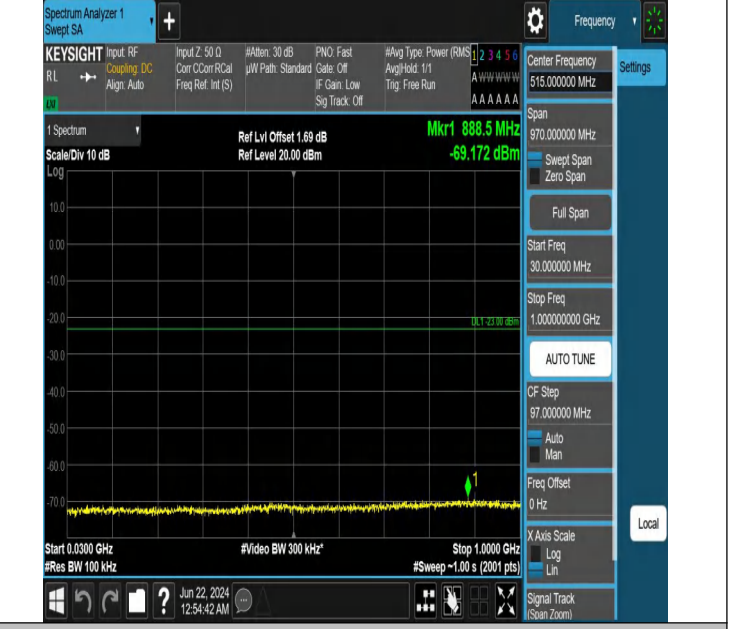 Spectrum Analyzer 1
Swept SA
+
Frequency
KEYSIGHT
RL
LXI
Input: RF
Coupling: DC
Align: Auto
Input Z: 50 Ω
Corr CCorr RCal
Freq Ref: Int (S)
#Atten: 30 dB
µW Path: Standard
PNO: Fast
Gate: Off
IF Gain: Low
Sig Track: Off
#Avg Type: Power (RMS
Avg|Hold: 1/1
Trig: Free Run
1 2 3 4 5 6
A W W W W W
A A A A A A
1 Spectrum
Scale/Div 10 dB
Log
Ref Lvl Offset 1.69 dB
Ref Level 20.00 dBm
Mkr1 888.5 MHz
-69.172 dBm
10.0
0.00
-10.0
-20.0
-30.0
-40.0
-50.0
-60.0
-70.0
DL1 -23.00 dBm
1
Start 0.0300 GHz
#Res BW 100 kHz
#Video BW 300 kHz*
Stop 1.0000 GHz
#Sweep ~1.00 s (2001 pts)
Center Frequency
515.000000 MHz
Span
970.000000 MHz
Swept Span
Zero Span
Full Span
Start Freq
30.000000 MHz
Stop Freq
1.000000000 GHz
AUTO TUNE
CF Step
97.000000 MHz
Auto
Man
Freq Offset
0 Hz
X Axis Scale
Log
Lin
Signal Track
(Span Zoom)
Settings
Local
?
Jun 22, 2024
12:54:42 AM